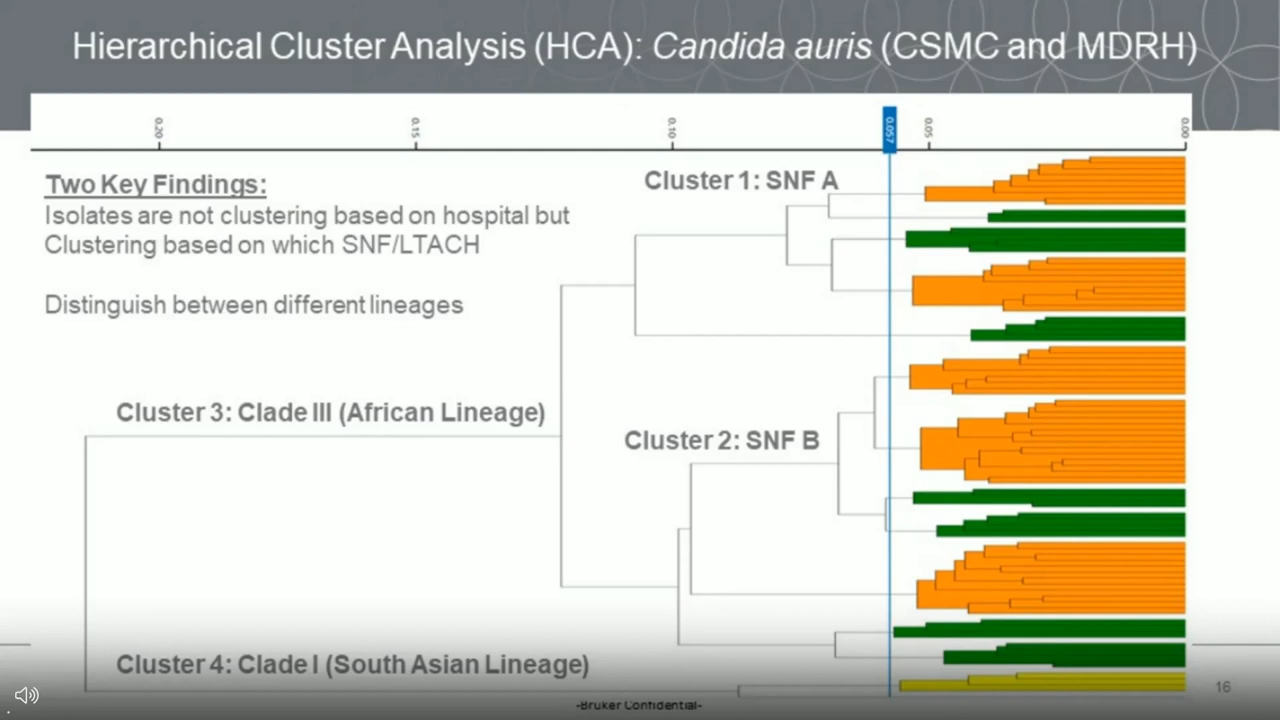 Hierarchical Cluster Analysis (HCA): Candida auris (CSMC and MDRH)
0.20
0.15
0.10
0.057
0.05
0.00
Two Key Findings:
Isolates are not clustering based on hospital but
Clustering based on which SNF/LTACH
Distinguish between different lineages
Cluster 1: SNF A
Cluster 3: Clade III (African Lineage)
Cluster 2: SNF B
Cluster 4: Clade I (South Asian Lineage)
16
-Bruker Confidential-